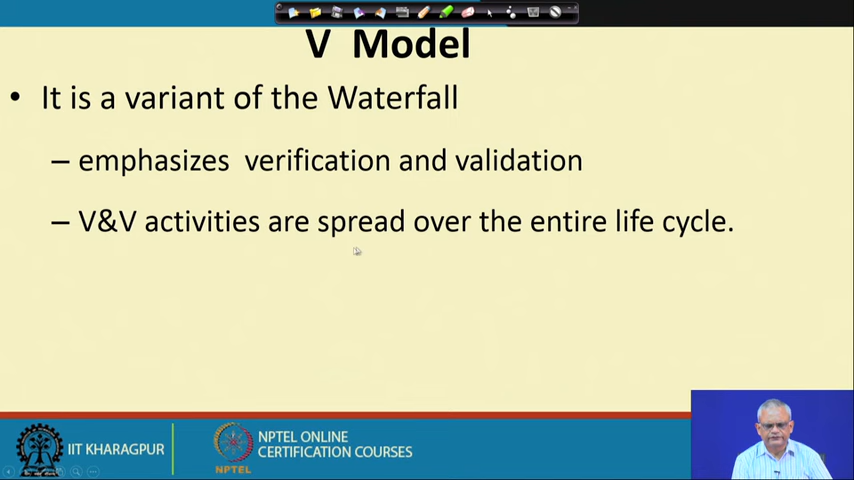 V Model
• It is a variant of the Waterfall
– emphasizes verification and validation
– V&V activities are spread over the entire life cycle.
IIT KHARAGPUR
NPTEL ONLINE
CERTIFICATION COURSES
NPTEL